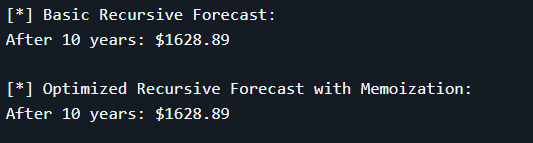 [*] Basic Recursive Forecast:
After 10 years: $1628.89
[*] Optimized Recursive Forecast with Memoization:
After 10 years: $1628.89